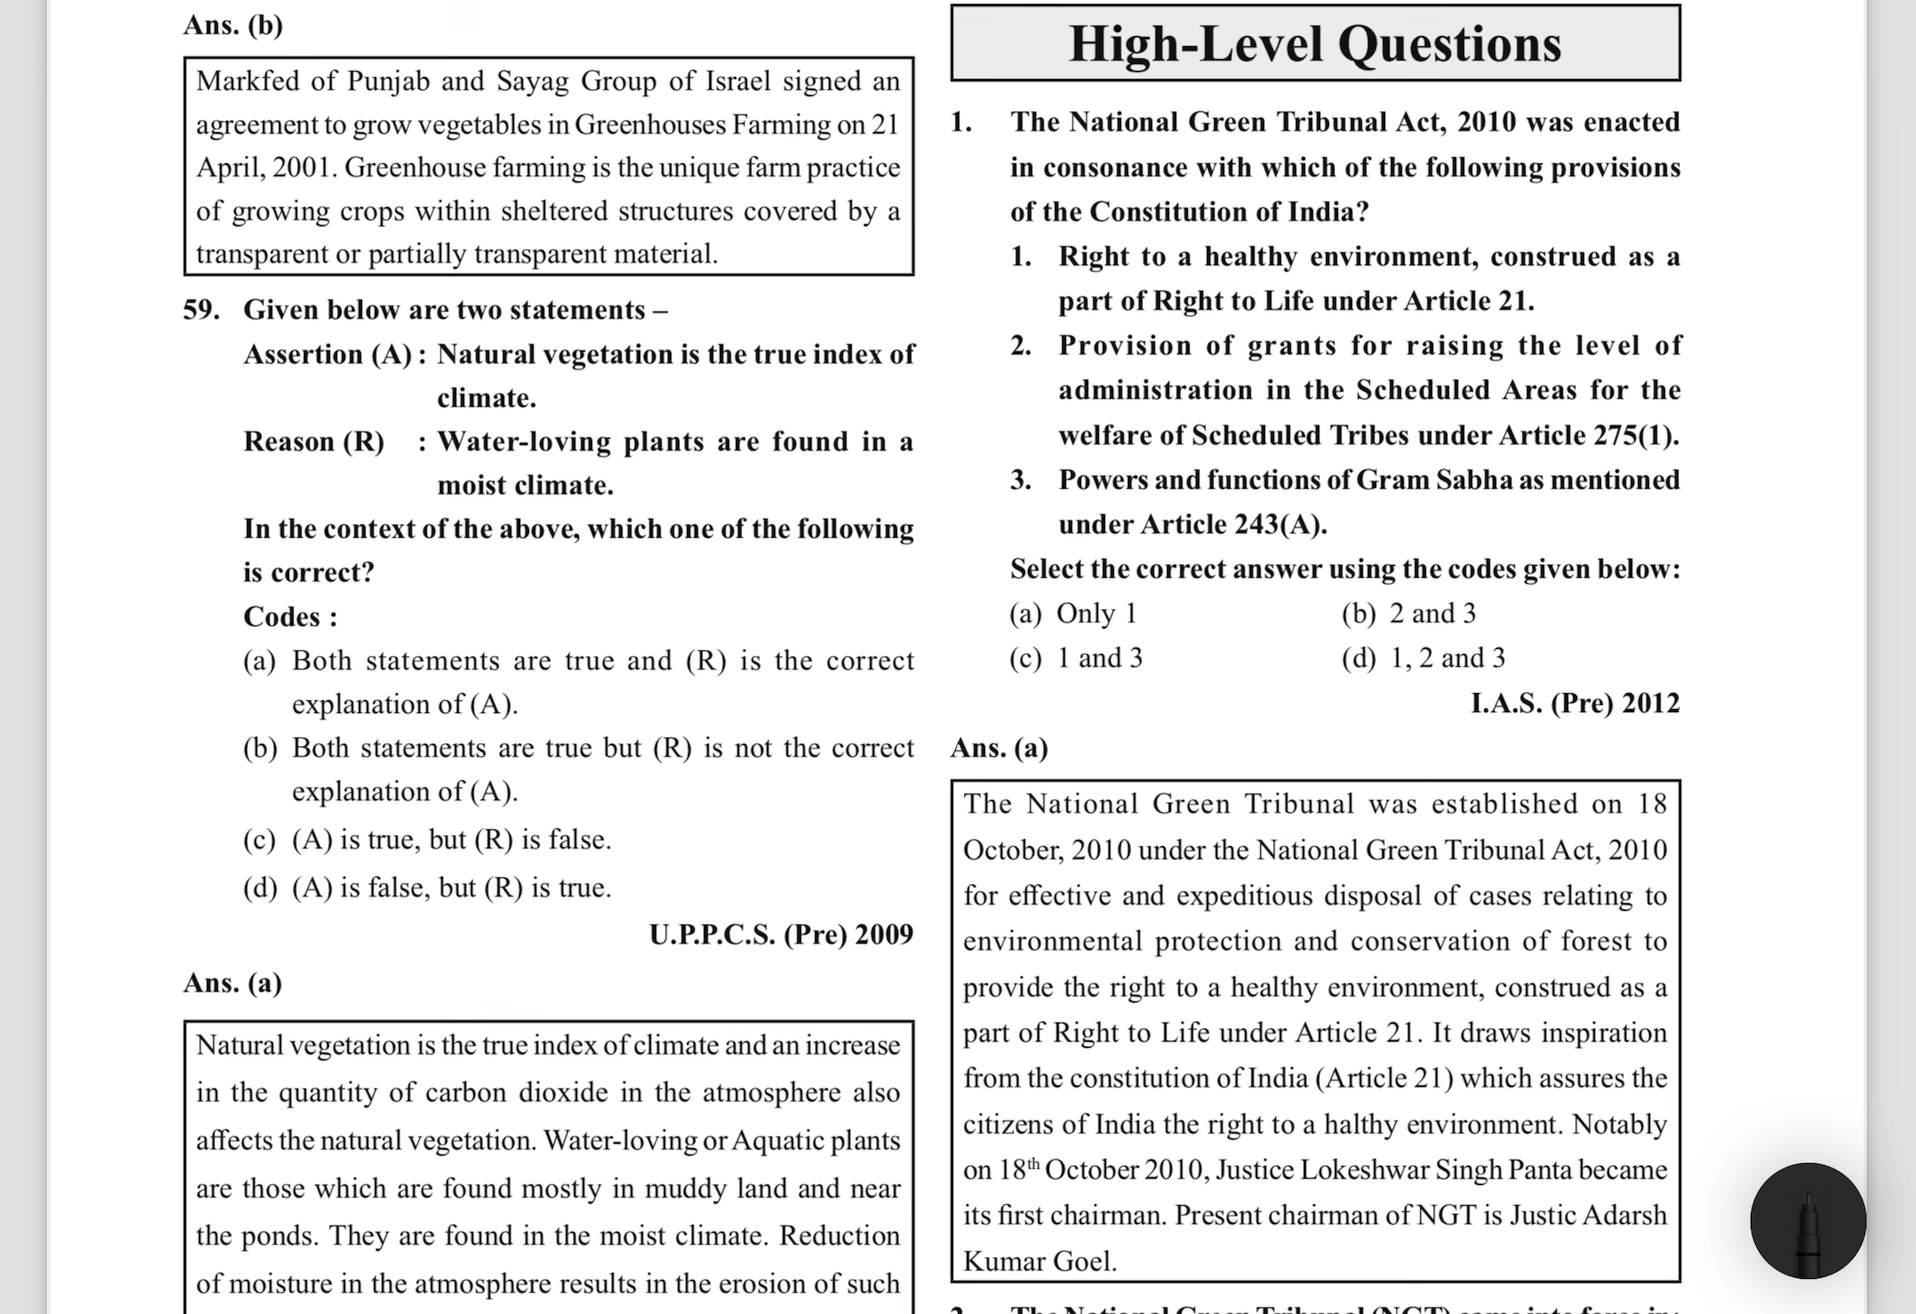 Ans. (b)
Markfed of Punjab and Sayag Group of Israel signed an
agreement to grow vegetables in Greenhouses Farming on 21
April, 2001. Greenhouse farming is the unique farm practice
of growing crops within sheltered structures covered by a
transparent or partially transparent material.
59. Given below are two statements –
Assertion (A) : Natural vegetation is the true index of
climate.
Reason (R) : Water-loving plants are found in a
moist climate.
In the context of the above, which one of the following
is correct?
Codes :
(a) Both statements are true and (R) is the correct
explanation of (A).
(b) Both statements are true but (R) is not the correct
explanation of (A).
(c) (A) is true, but (R) is false.
(d) (A) is false, but (R) is true.
U.P.P.C.S. (Pre) 2009
Ans. (a)
Natural vegetation is the true index of climate and an increase
in the quantity of carbon dioxide in the atmosphere also
affects the natural vegetation. Water-loving or Aquatic plants
are those which are found mostly in muddy land and near
the ponds. They are found in the moist climate. Reduction
of moisture in the atmosphere results in the erosion of such
High-Level Questions
1. The National Green Tribunal Act, 2010 was enacted
in consonance with which of the following provisions
of the Constitution of India?
1. Right to a healthy environment, construed as a
part of Right to Life under Article 21.
2. Provision of grants for raising the level of
administration in the Scheduled Areas for the
welfare of Scheduled Tribes under Article 275(1).
3. Powers and functions of Gram Sabha as mentioned
under Article 243(A).
Select the correct answer using the codes given below:
(a) Only 1 (b) 2 and 3
(c) 1 and 3 (d) 1, 2 and 3
I.A.S. (Pre) 2012
Ans. (a)
The National Green Tribunal was established on 18
October, 2010 under the National Green Tribunal Act, 2010
for effective and expeditious disposal of cases relating to
environmental protection and conservation of forest to
provide the right to a healthy environment, construed as a
part of Right to Life under Article 21. It draws inspiration
from the constitution of India (Article 21) which assures the
citizens of India the right to a halthy environment. Notably
on 18th October 2010, Justice Lokeshwar Singh Panta became
its first chairman. Present chairman of NGT is Justic Adarsh
Kumar Goel.
The National Green Tribunal (NGT)